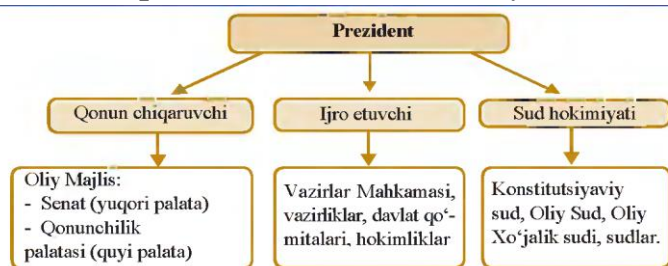 Prezident
Qonun chiqaruvchi
Ijro etuvchi
Sud hokimiyati
Oliy Majlis:
- Senat (yuqori palata)
- Qonunchilik
palatasi (quyi palata)
Vazirlar Mahkamasi,
vazirliklar, davlat qo‘-
mitalari, hokimliklar
Konstitutsiyaviy
sud, Oliy Sud, Oliy
Xo‘jalik sudi, sudlar.